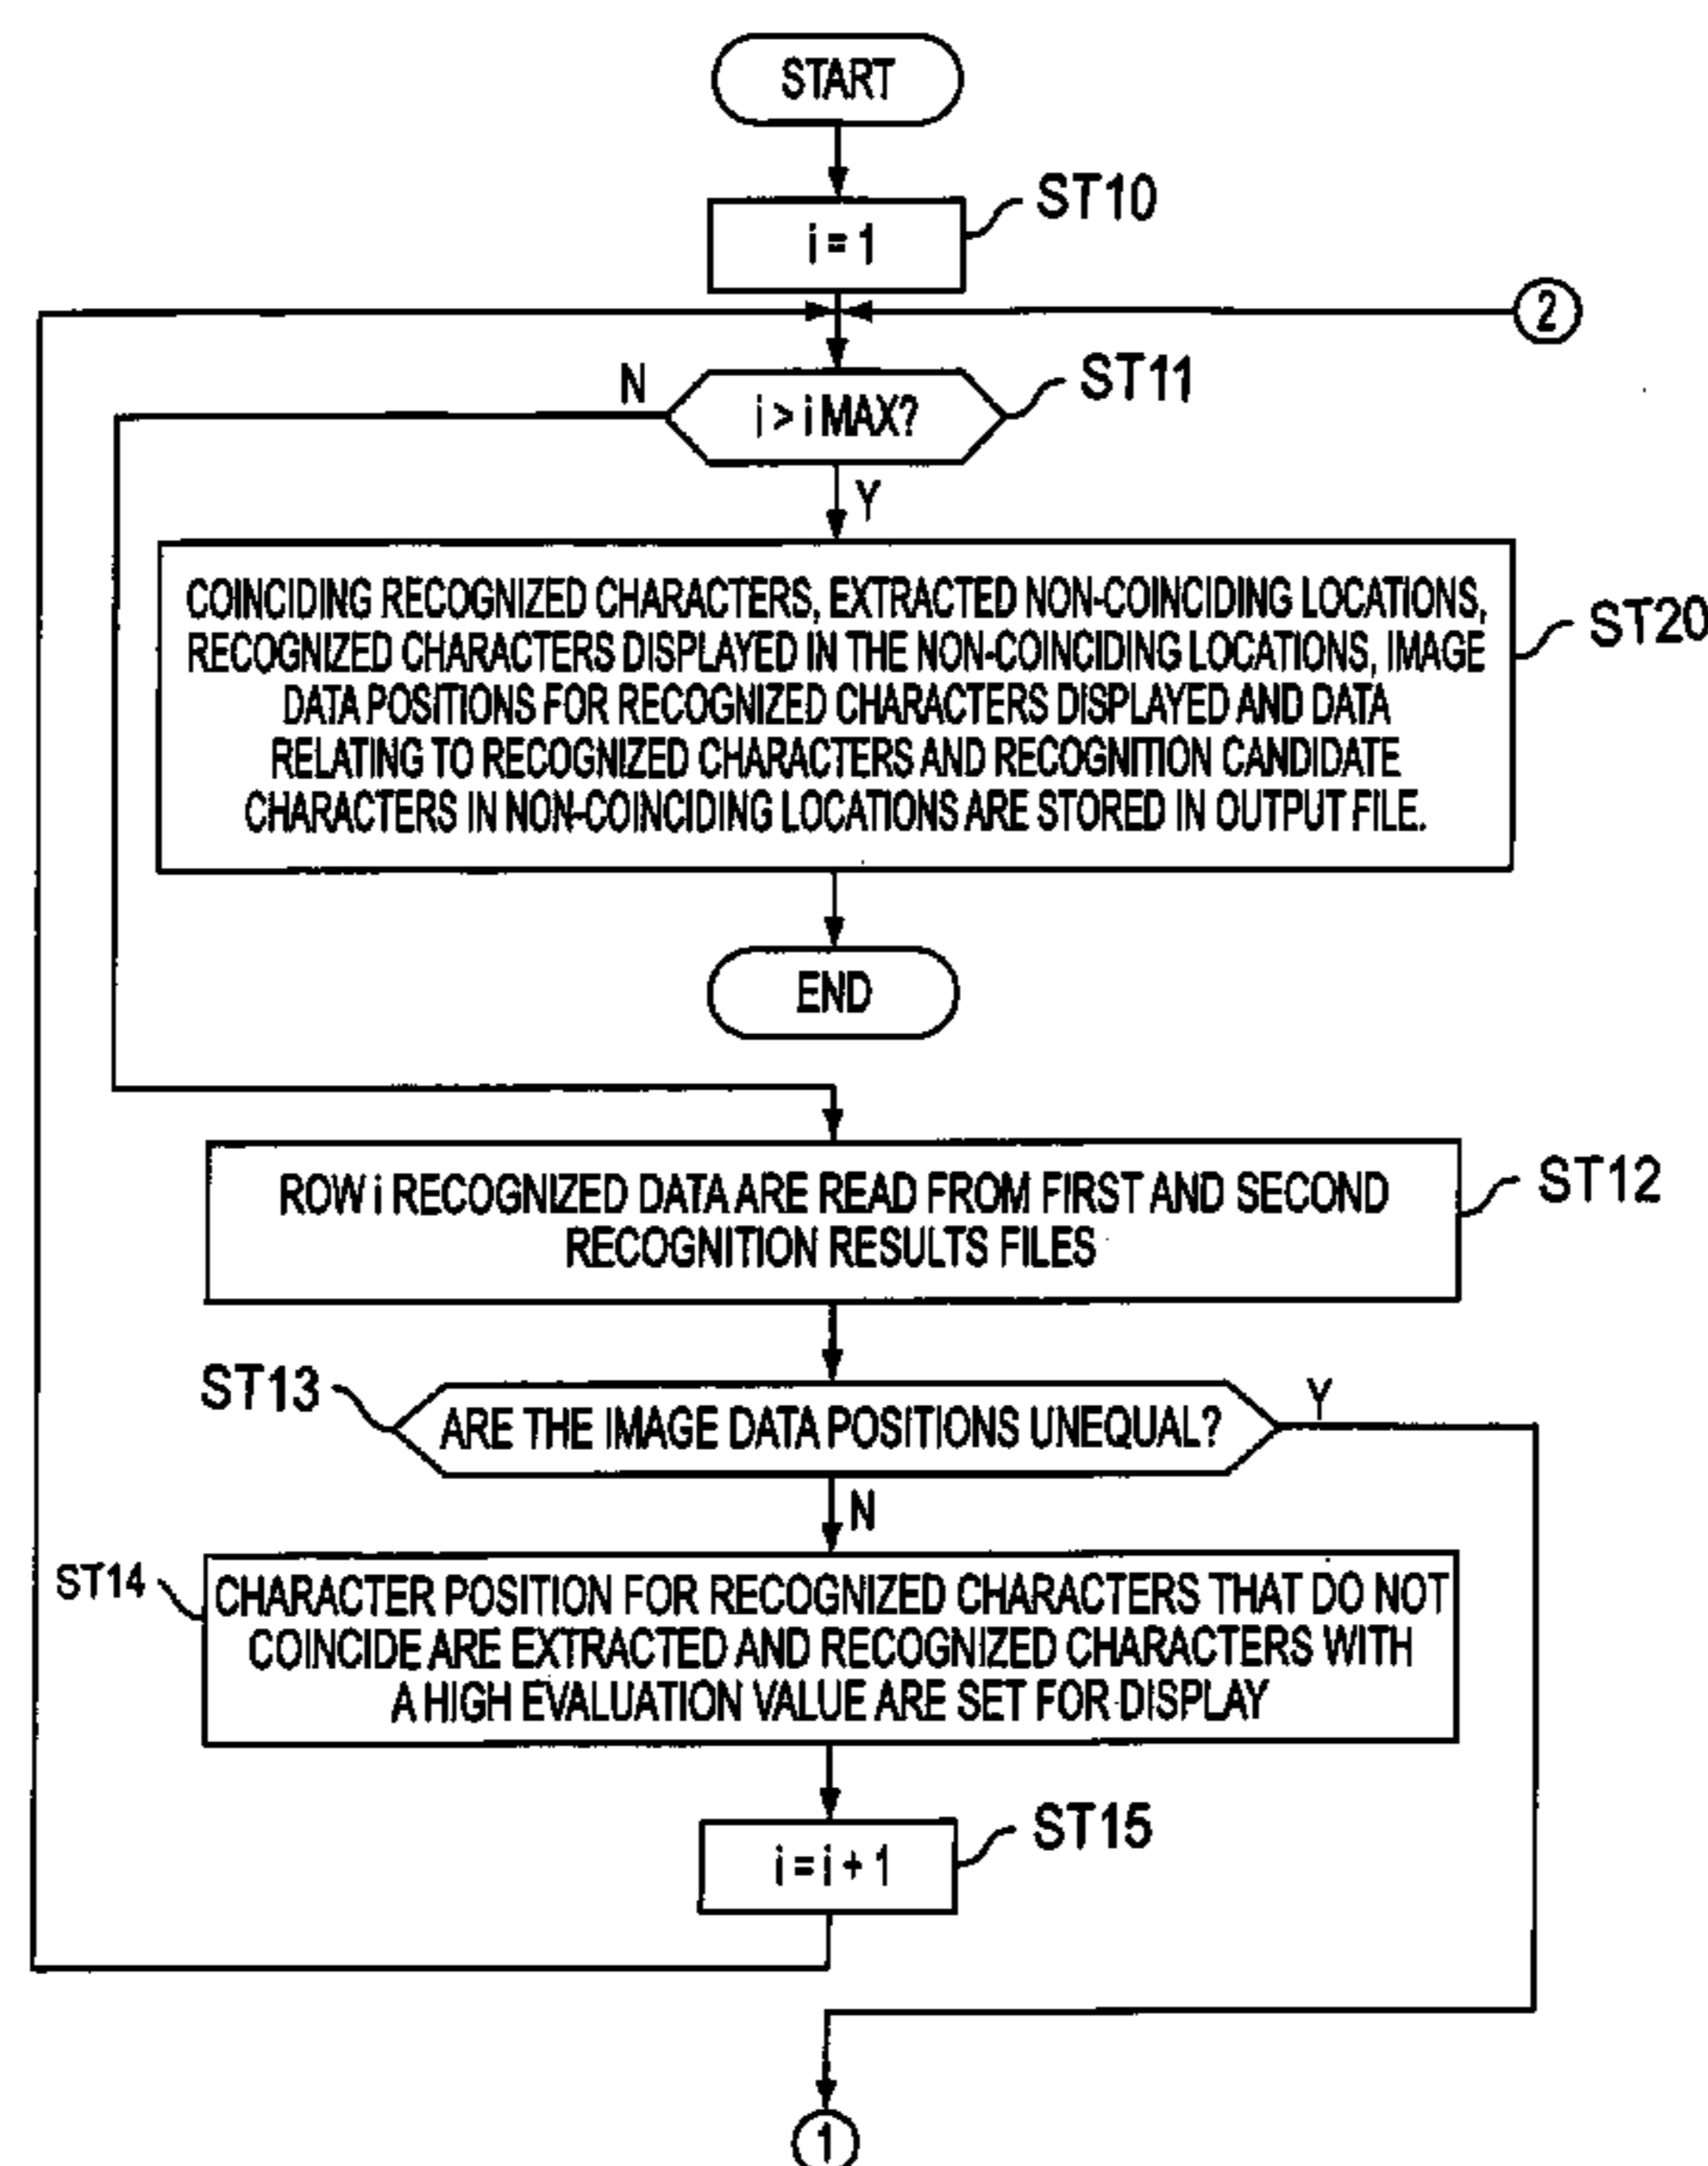 START
i = 1
ST10
2
N
i > i MAX?
ST11
Y
COINCIDING RECOGNIZED CHARACTERS, EXTRACTED NON-COINCIDING LOCATIONS,
RECOGNIZED CHARACTERS DISPLAYED IN THE NON-COINCIDING LOCATIONS, IMAGE
DATA POSITIONS FOR RECOGNIZED CHARACTERS DISPLAYED AND DATA
RELATING TO RECOGNIZED CHARACTERS AND RECOGNITION CANDIDATE
CHARACTERS IN NON-COINCIDING LOCATIONS ARE STORED IN OUTPUT FILE.
ST20
END
ROW i RECOGNIZED DATA ARE READ FROM FIRST AND SECOND
RECOGNITION RESULTS FILES
ST12
ST13
ARE THE IMAGE DATA POSITIONS UNEQUAL?
Y
N
ST14
CHARACTER POSITION FOR RECOGNIZED CHARACTERS THAT DO NOT
COINCIDE ARE EXTRACTED AND RECOGNIZED CHARACTERS WITH
A HIGH EVALUATION VALUE ARE SET FOR DISPLAY
i = i + 1
ST15
1